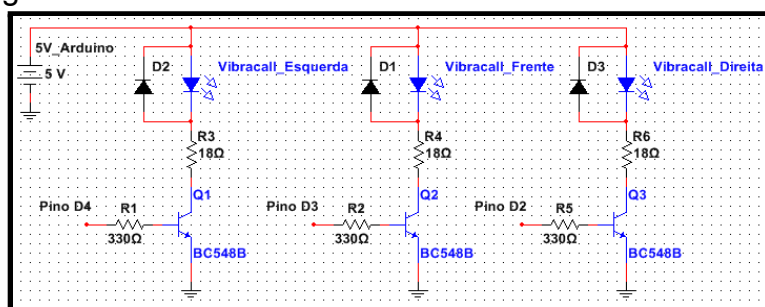 g
5V_Arduino
5 V
D2
Vibracall_Esquerda
D1
Vibracall_Frente
D3
Vibracall_Direita
R3
18Ω
R4
18Ω
R6
18Ω
Pino D4
R1
330Ω
Q1
BC548B
Pino D3
R2
330Ω
Q2
BC548B
Pino D2
R5
330Ω
Q3
BC548B